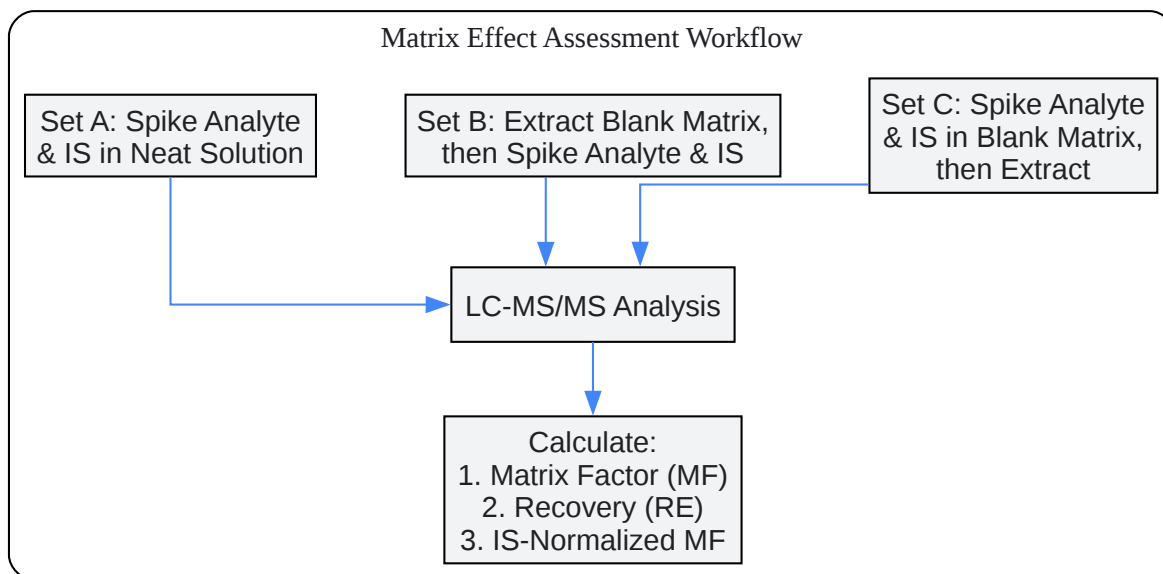 Matrix Effect Assessment Workflow
Set A: Spike Analyte
& IS in Neat Solution
Set B: Extract Blank Matrix,
then Spike Analyte & IS
Set C: Spike Analyte
& IS in Blank Matrix,
then Extract
LC-MS/MS Analysis
Calculate:
1. Matrix Factor (MF)
2. Recovery (RE)
3. IS-Normalized MF